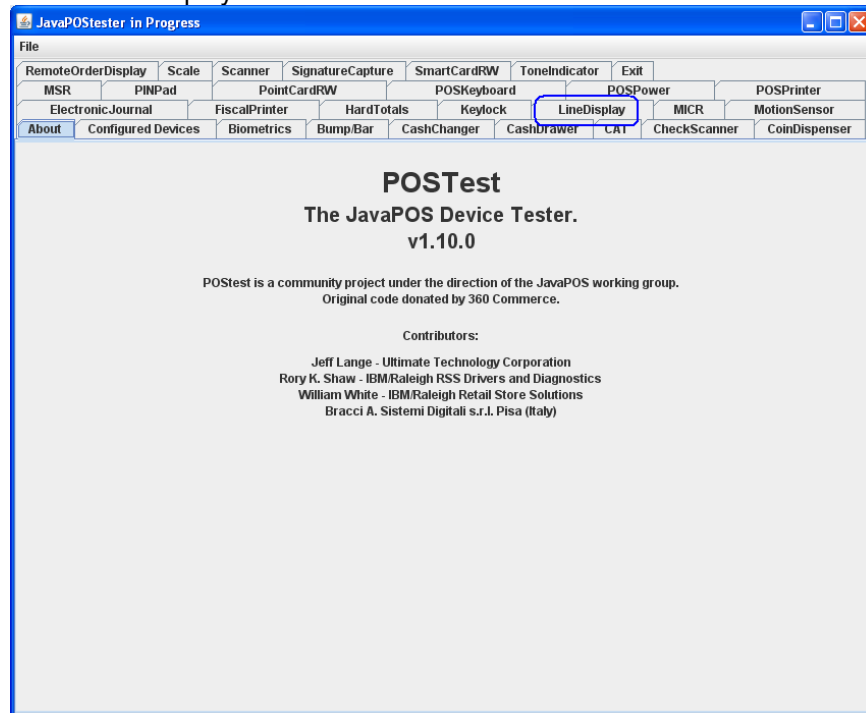 JavaPOStester in Progress
File
RemoteOrderDisplay Scale Scanner SignatureCapture SmartCardRW ToneIndicator Exit
MSR PINPad PointCardRW POSKeyboard POSPower POSPrinter
ElectronicJournal FiscalPrinter HardTotals Keylock LineDisplay MICR MotionSensor
About Configured Devices Biometrics Bump/Bar CashChanger CashDrawer CAT CheckScanner CoinDispenser
POSTest
The JavaPOS Device Tester.
v1.10.0
POStest is a community project under the direction of the JavaPOS working group.
Original code donated by 360 Commerce.
Contributors:
Jeff Lange - Ultimate Technology Corporation
Rory K. Shaw - IBM/Raleigh RSS Drivers and Diagnostics
William White - IBM/Raleigh Retail Store Solutions
Bracci A. Sistemi Digitali s.r.l. Pisa (Italy)